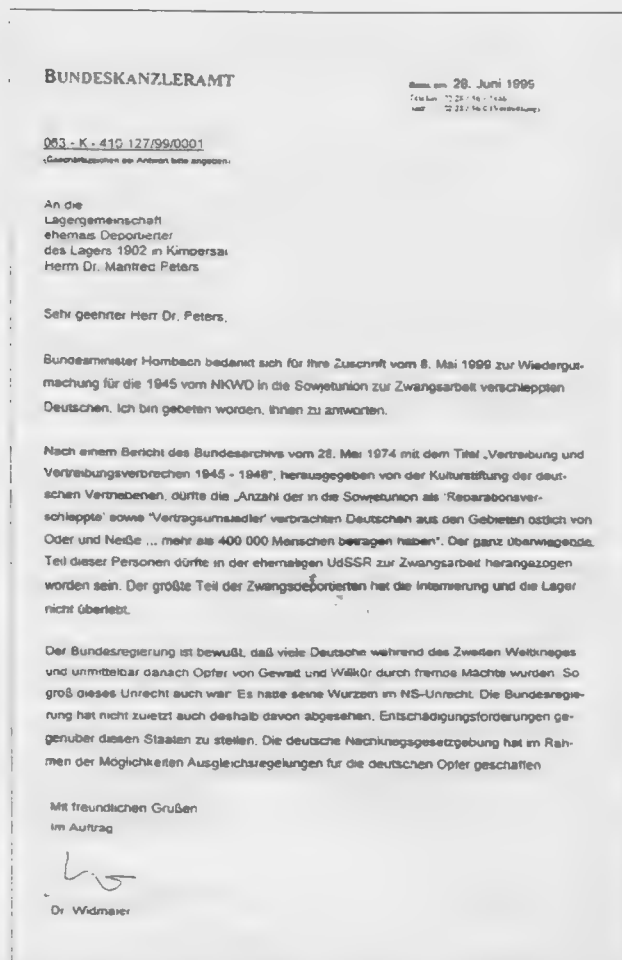 BUNDESKANZLERAMT
28. Juni 1999
053 - K - 410 127/99/0001
(Geschäftszeichen bei Antwort bitte angeben)
An die
Lagergemeinschaft
ehemals Deportierter
des Lagers 1902 in Kimpersai
Herrn Dr. Manfred Peters
Sehr geehrter Herr Dr. Peters,
Bundesminister Hombach bedankt sich für Ihre Zuschrift vom 6. Mai 1999 zur Wiedergut-
machung für die 1945 vom NKWD in die Sowjetunion zur Zwangsarbeit verschleppten
Deutschen. Ich bin gebeten worden, Ihnen zu antworten.
Nach einem Bericht des Bundesarchivs vom 28. Mai 1974 mit dem Titel „Vertreibung und
Vertreibungsverbrechen 1945 - 1948", herausgegeben von der Kulturstiftung der deut-
schen Vertriebenen, dürfte die „Anzahl der in die Sowjetunion als 'Reparationsver-
schleppte' sowie 'Vertragsumsiedler' verbrachten Deutschen aus den Gebieten östlich von
Oder und Neiße ... mehr als 400 000 Menschen betragen haben". Der ganz überwiegende
Teil dieser Personen dürfte in der ehemaligen UdSSR zur Zwangsarbeit herangezogen
worden sein. Der größte Teil der Zwangsdeportierten hat die Internierung und die Lager
nicht überlebt.
Der Bundesregierung ist bewußt, daß viele Deutsche während des Zweiten Weltkrieges
und unmittelbar danach Opfer von Gewalt und Willkür durch fremde Mächte wurden. So
groß dieses Unrecht auch war: Es hatte seine Wurzeln im NS-Unrecht. Die Bundesregie-
rung hat nicht zuletzt auch deshalb davon abgesehen, Entschädigungsforderungen ge-
genüber diesen Staaten zu stellen. Die deutsche Nachkriegsgesetzgebung hat im Rah-
men der Möglichkeiten Ausgleichsregelungen für die deutschen Opfer geschaffen.
Mit freundlichen Grüßen
Im Auftrag
Dr. Widmaier